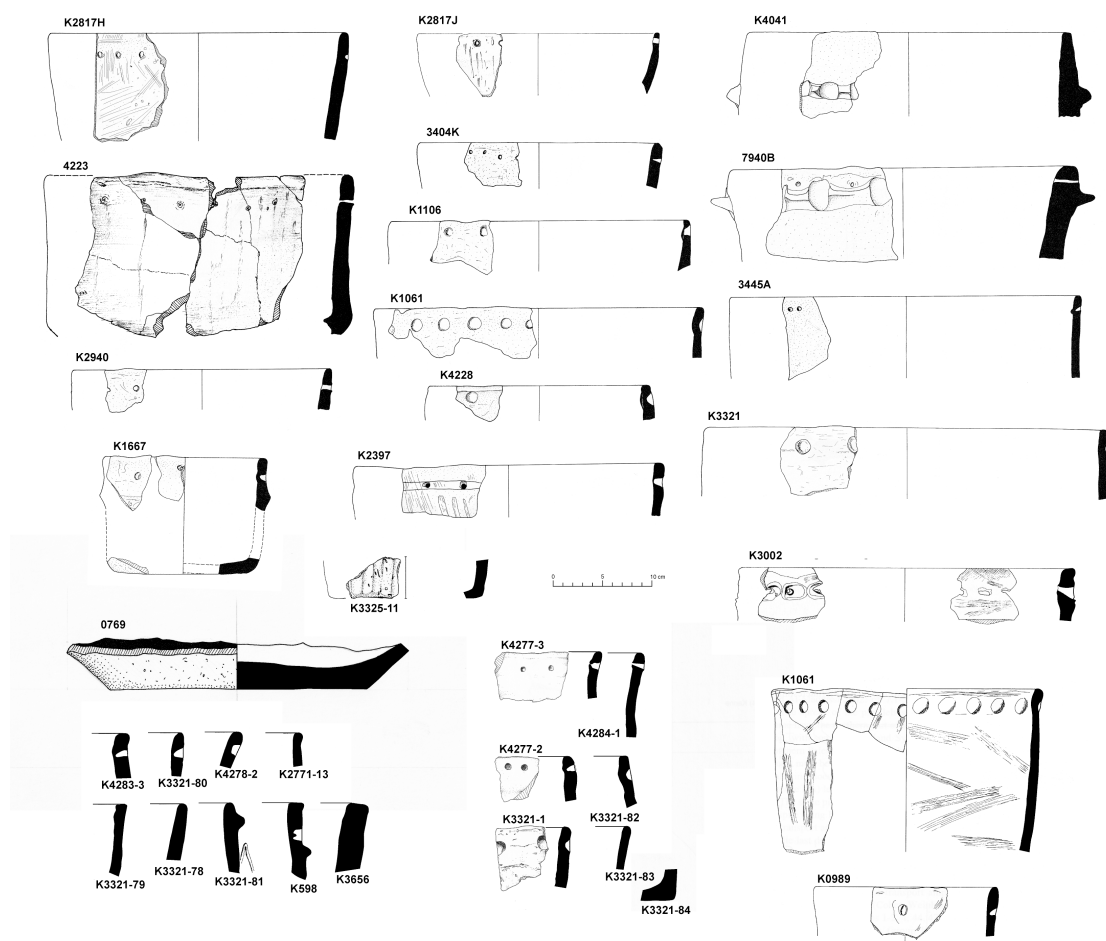 K2817H
K2817J
K4041
3404K
4223
7940B
K1106
3445A
K1061
K2940
K4228
K3321
K1667
K2397
K3002
K3325-11
0 5 10 cm
0769
K4277-3
K1061
K4284-1
K4283-3
K3321-80
K4278-2
K2771-13
K4277-2
K3321-82
K3321-1
K3321-79
K3321-78
K3321-81
K598
K3656
K3321-83
K3321-84
K0989